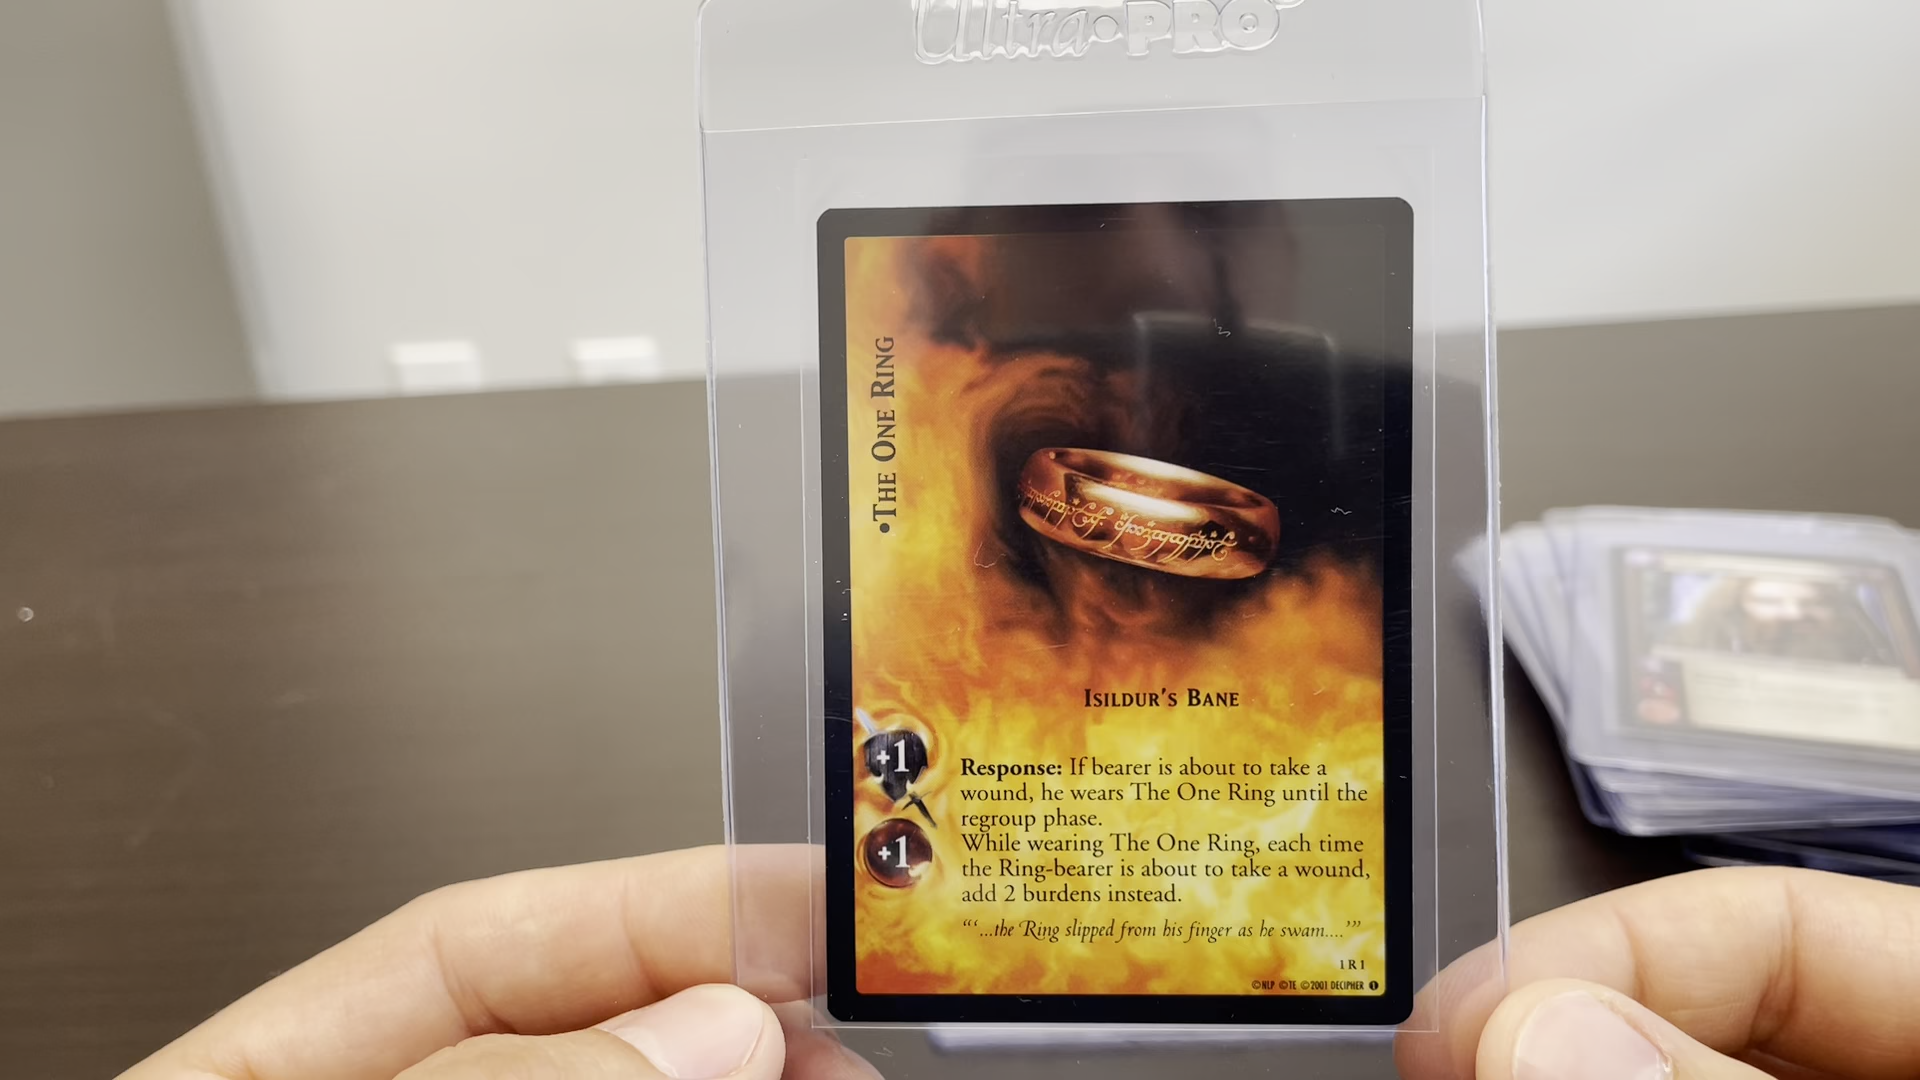 Ultra•PRO
•THE ONE RING
ISILDUR'S BANE
+1
+1
Response: If bearer is about to take a
wound, he wears The One Ring until the
regroup phase.
While wearing The One Ring, each time
the Ring-bearer is about to take a wound,
add 2 burdens instead.
“‘...the Ring slipped from his finger as he swam....’”
1 R 1
©NLP ©TE ©2001 DECIPHER 1